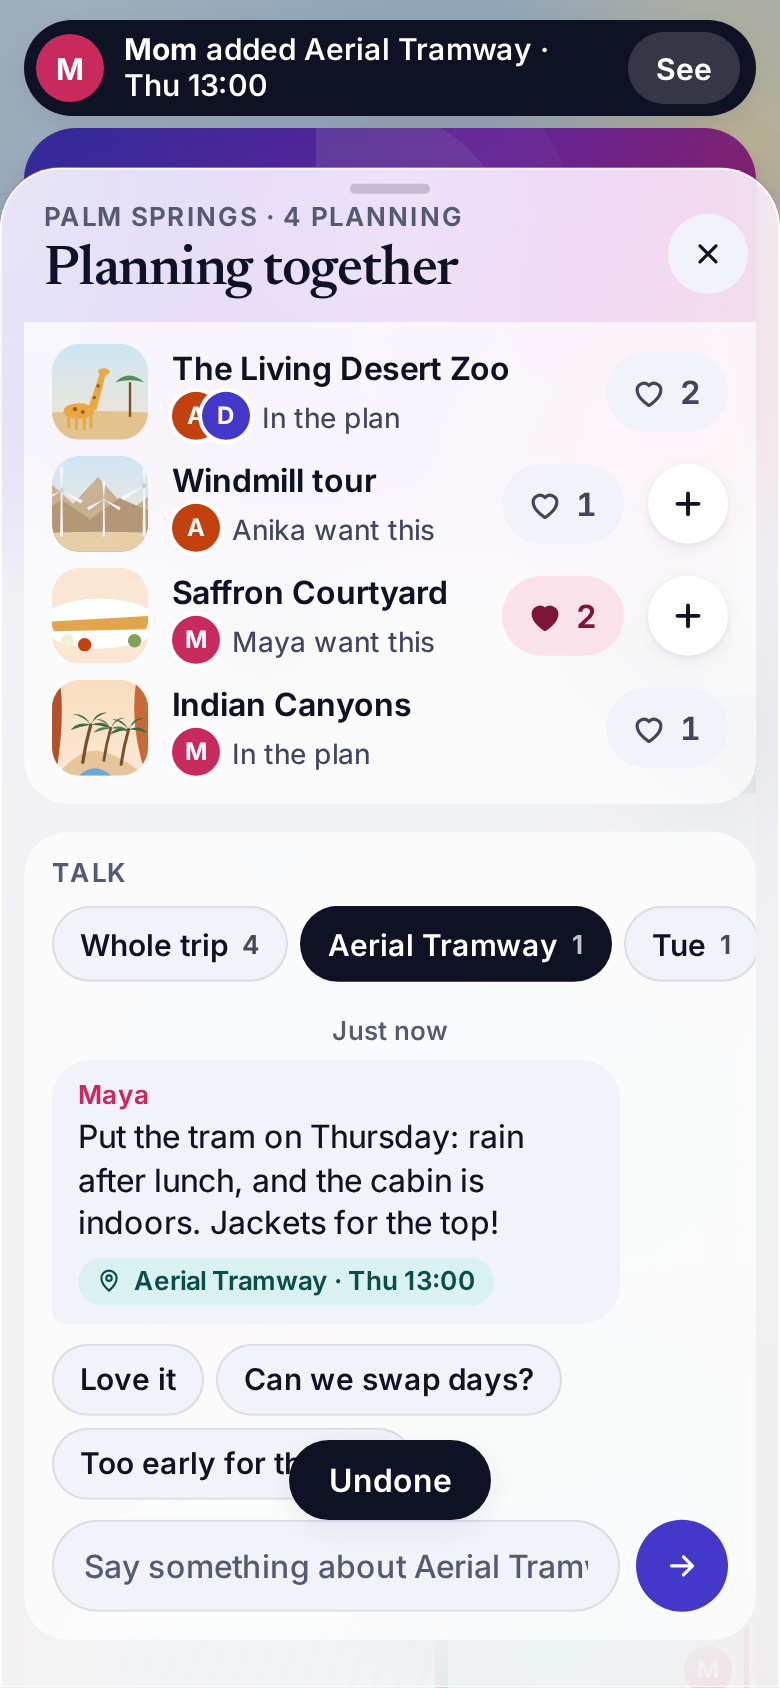 M
Mom added Aerial Tramway ·
Thu 13:00
See
PALM SPRINGS · 4 PLANNING
Planning together
The Living Desert Zoo
A D In the plan
2
Windmill tour
A Anika want this
1
Saffron Courtyard
M Maya want this
2
Indian Canyons
M In the plan
1
TALK
Whole trip 4
Aerial Tramway 1
Tue 1
Just now
Maya
Put the tram on Thursday: rain
after lunch, and the cabin is
indoors. Jackets for the top!
Aerial Tramway · Thu 13:00
Love it
Can we swap days?
Too early for
Undone
Say something about Aerial
M